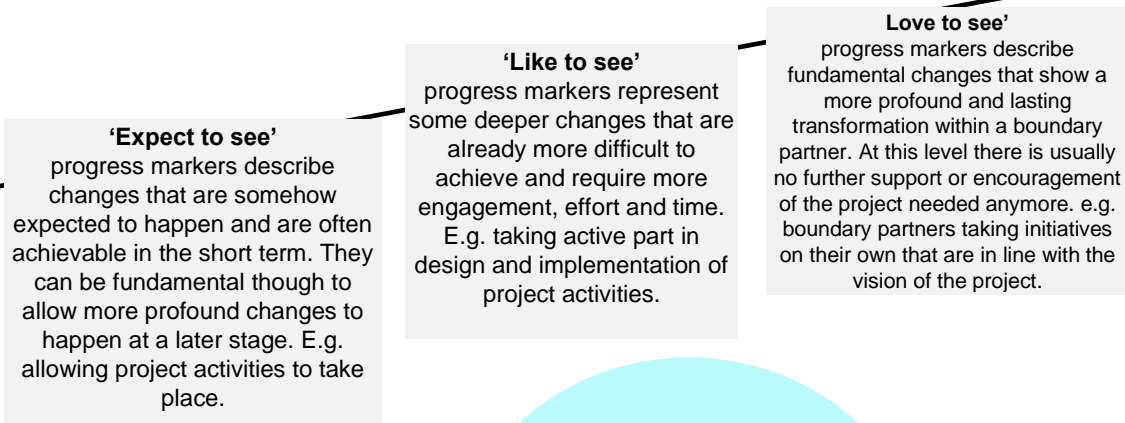 ‘Expect to see’
progress markers describe
changes that are somehow
expected to happen and are often
achievable in the short term. They
can be fundamental though to
allow more profound changes to
happen at a later stage. E.g.
allowing project activities to take
place.
‘Like to see’
progress markers represent
some deeper changes that are
already more difficult to
achieve and require more
engagement, effort and time.
E.g. taking active part in
design and implementation of
project activities.
Love to see’
progress markers describe
fundamental changes that show a
more profound and lasting
transformation within a boundary
partner. At this level there is usually
no further support or encouragement
of the project needed anymore. e.g.
boundary partners taking initiatives
on their own that are in line with the
vision of the project.